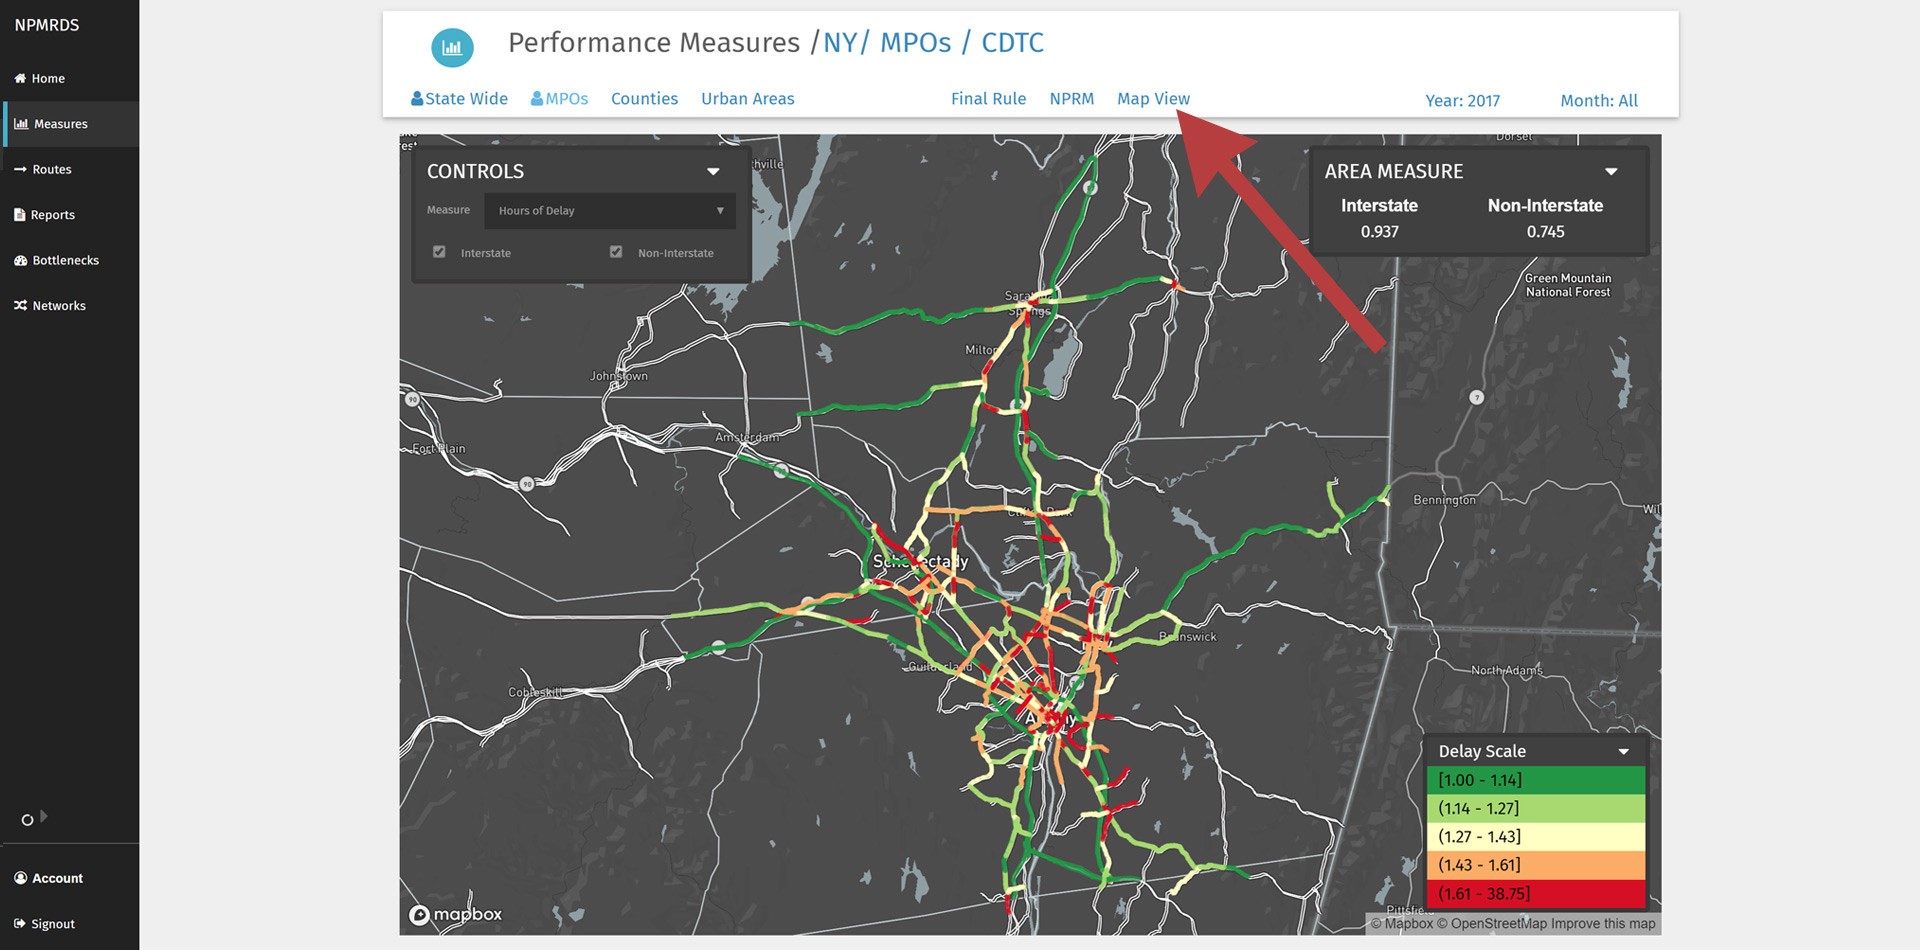 NPMRDS
Home
Measures
Routes
Reports
Bottlenecks
Networks
Account
Signout
Performance Measures /NY/ MPOs / CDTC
State Wide MPOs Counties Urban Areas Final Rule NPRM Map View Year: 2017 Month: All
CONTROLS
Measure Hours of Delay
Interstate Non-Interstate
AREA MEASURE
Interstate Non-Interstate
0.937 0.745
Dorset
Green Mountain
National Forest
Springs
Milton
Johnstown
90
7
Amsterdam
Fort Plain
90
Bennington
Schenectady
Brunswick
Guilderland
North Adams
Cobleskill
Albany
Delay Scale
[1.00 - 1.14]
(1.14 - 1.27]
(1.27 - 1.43]
(1.43 - 1.61]
(1.61 - 38.75]
mapbox
© Mapbox © OpenStreetMap Improve this map